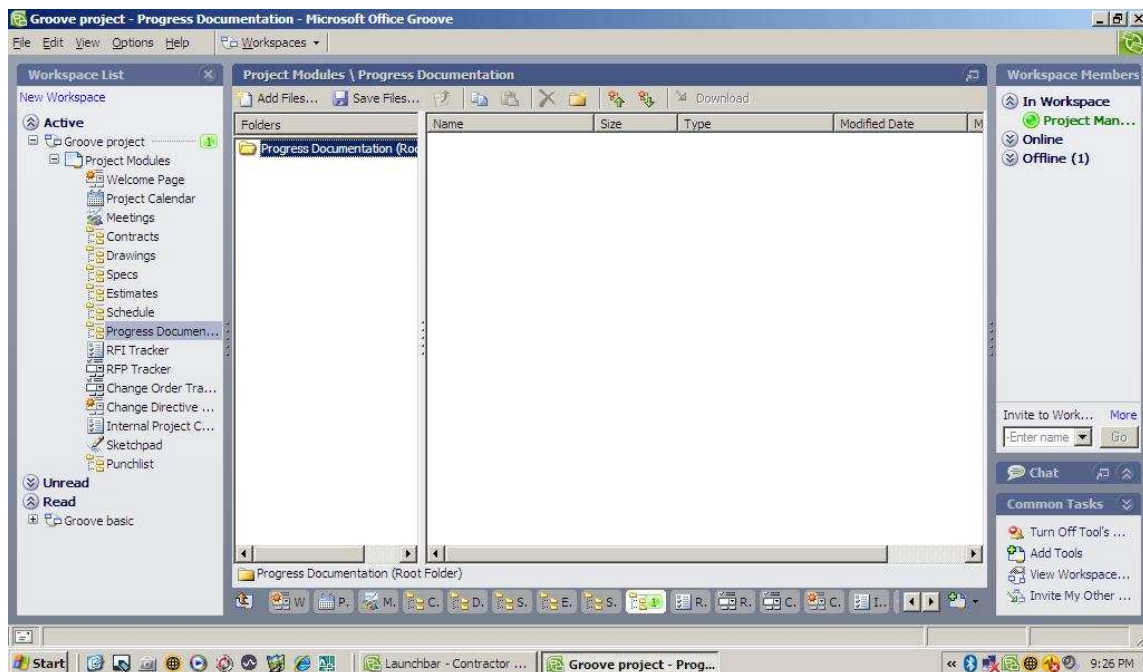 Groove project - Progress Documentation - Microsoft Office Groove
File Edit View Options Help Workspaces
Workspace List
New Workspace
Active
Groove project
Project Modules
Welcome Page
Project Calendar
Meetings
Contracts
Drawings
Specs
Estimates
Schedule
Progress Documen...
RFI Tracker
RFP Tracker
Change Order Tra...
Change Directive ...
Internal Project C...
Sketchpad
Punchlist
Unread
Read
Groove basic
Project Modules \ Progress Documentation
Add Files... Save Files... Download
Folders
Progress Documentation (Roo
Name Size Type Modified Date M
Progress Documentation (Root Folder)
W P. M. C. D. S. E. S. 1 R. R. C. C. I..
Workspace Members
In Workspace
Project Man...
Online
Offline (1)
Invite to Work... More
-Enter name Go
Chat
Common Tasks
Turn Off Tool's ...
Add Tools
View Workspace...
Invite My Other ...
Start Launchbar - Contractor ... Groove project - Prog... 9:26 PM